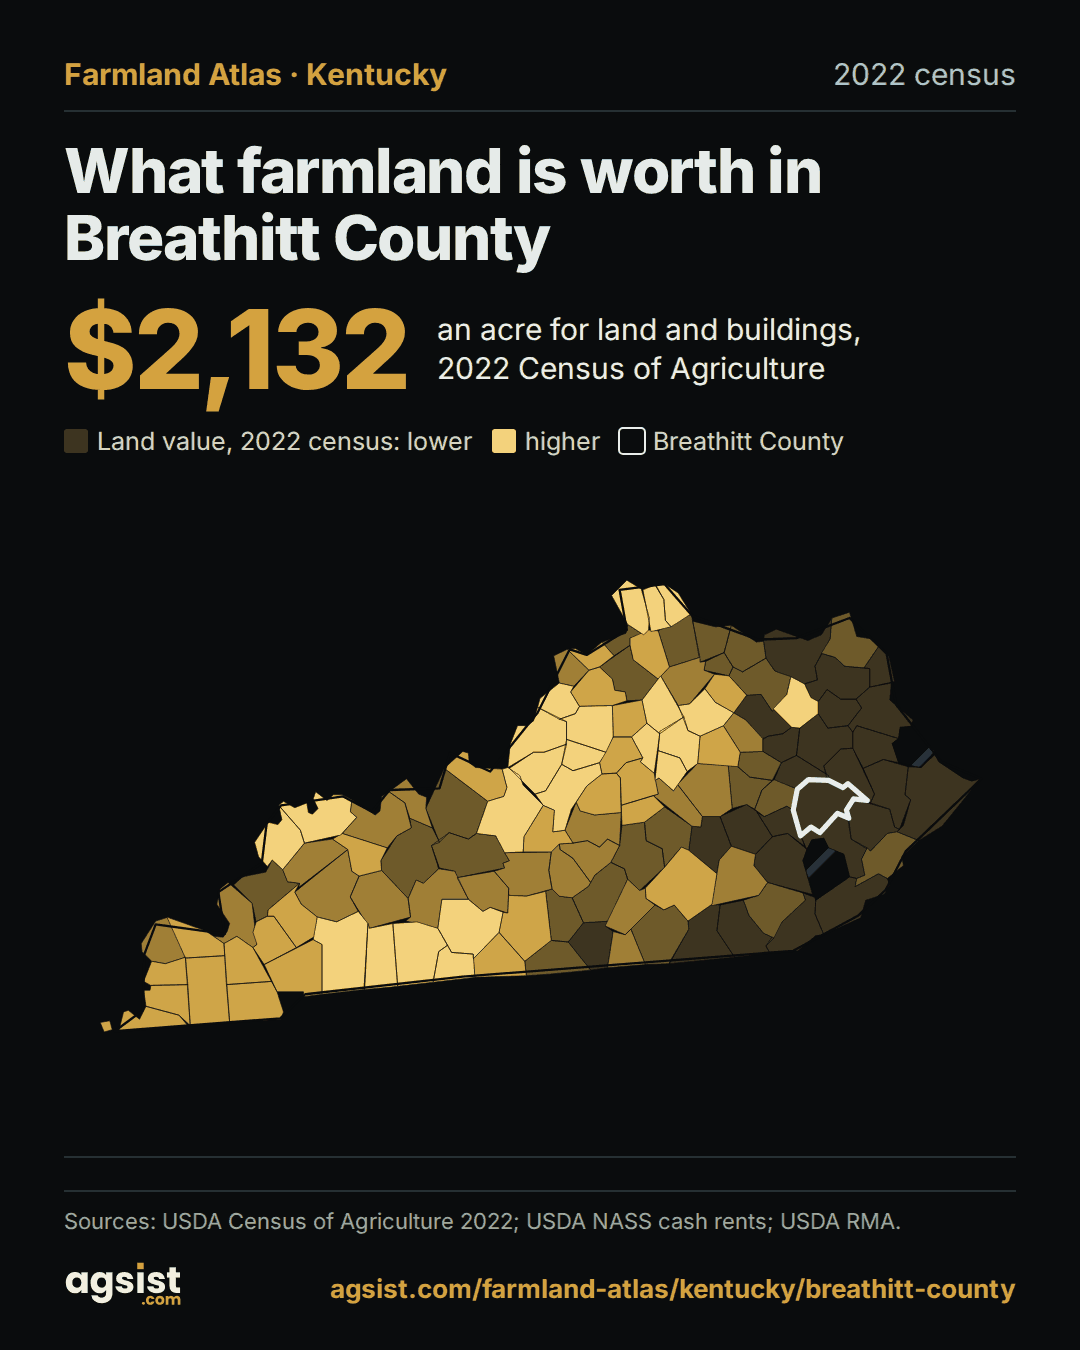 Farmland Atlas · Kentucky
2022 census
What farmland is worth in
Breathitt County
$2,132
an acre for land and buildings,
2022 Census of Agriculture
Land value, 2022 census: lower
higher
Breathitt County
Sources: USDA Census of Agriculture 2022; USDA NASS cash rents; USDA RMA.
agsist
.com
agsist.com/farmland-atlas/kentucky/breathitt-county